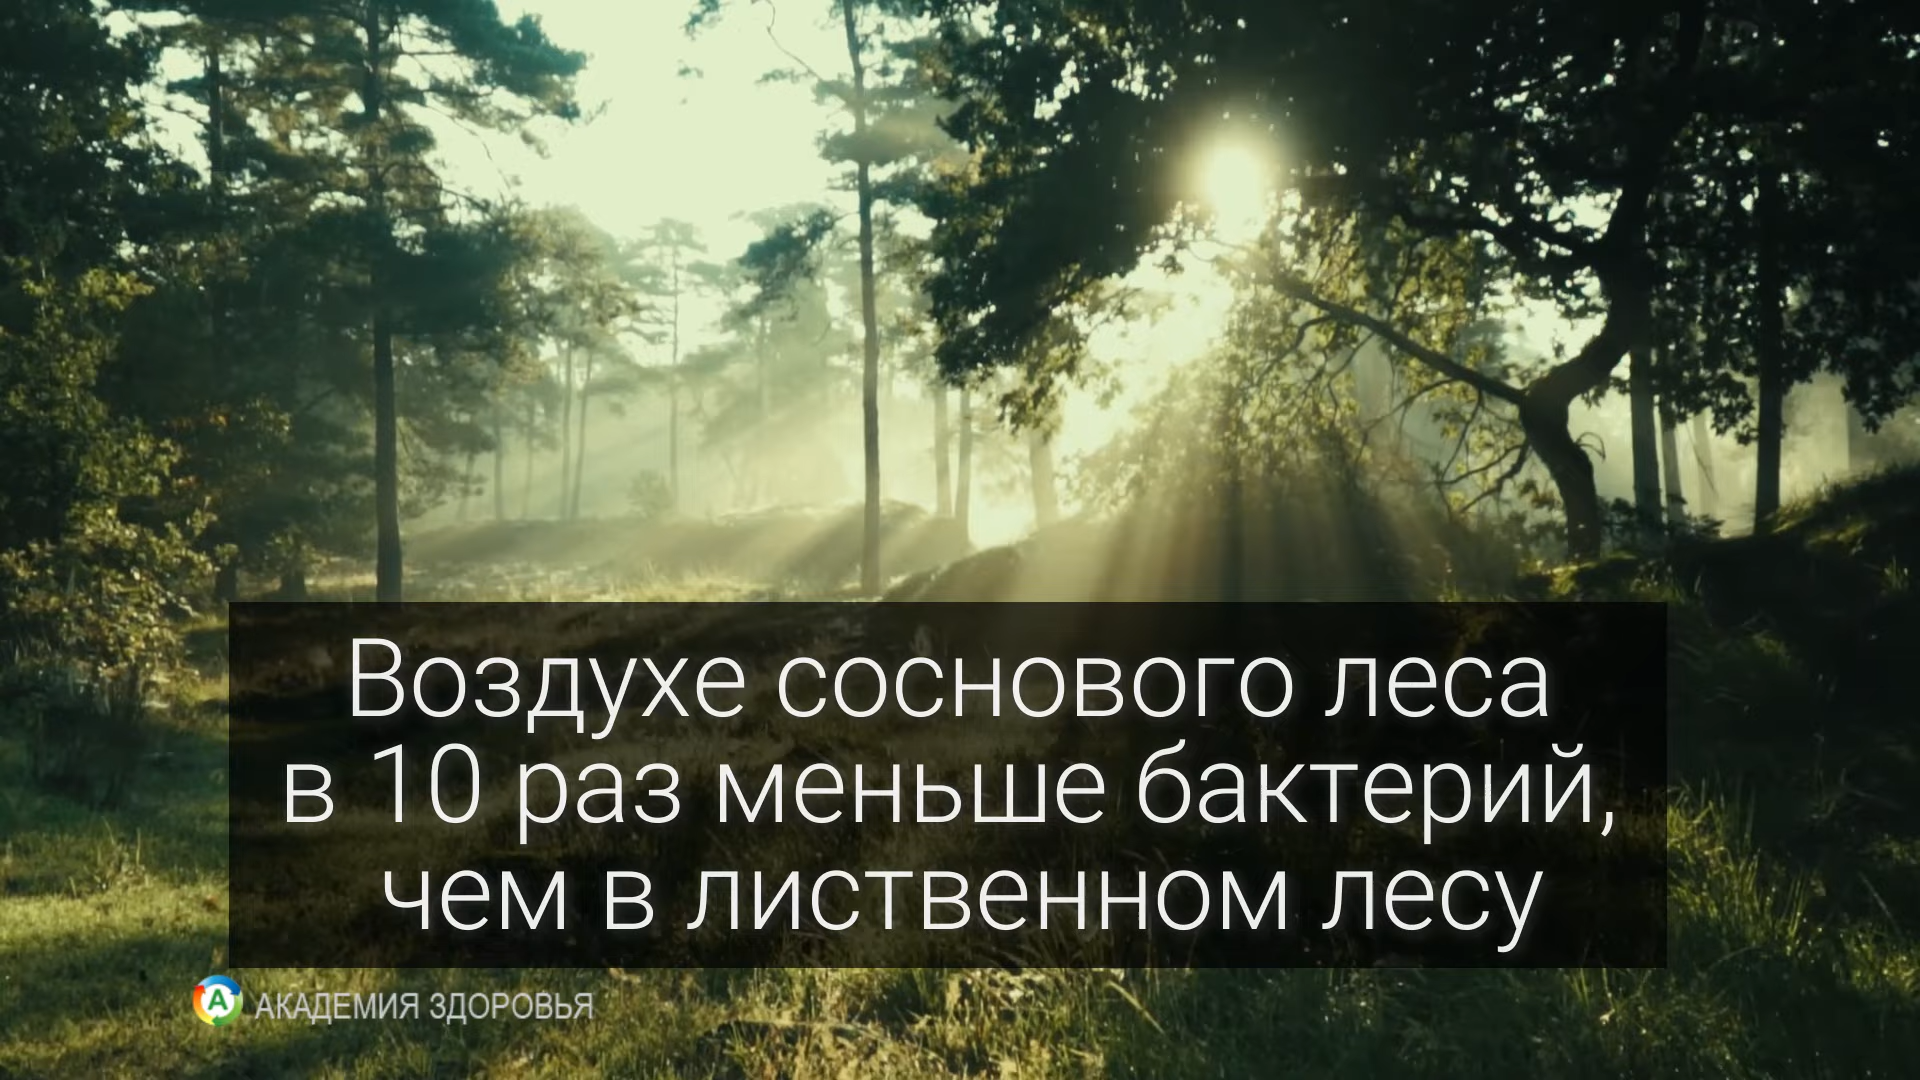 Воздухе соснового леса
в 10 раз меньше бактерий,
чем в лиственном лесу
А АКАДЕМИЯ ЗДОРОВЬЯ